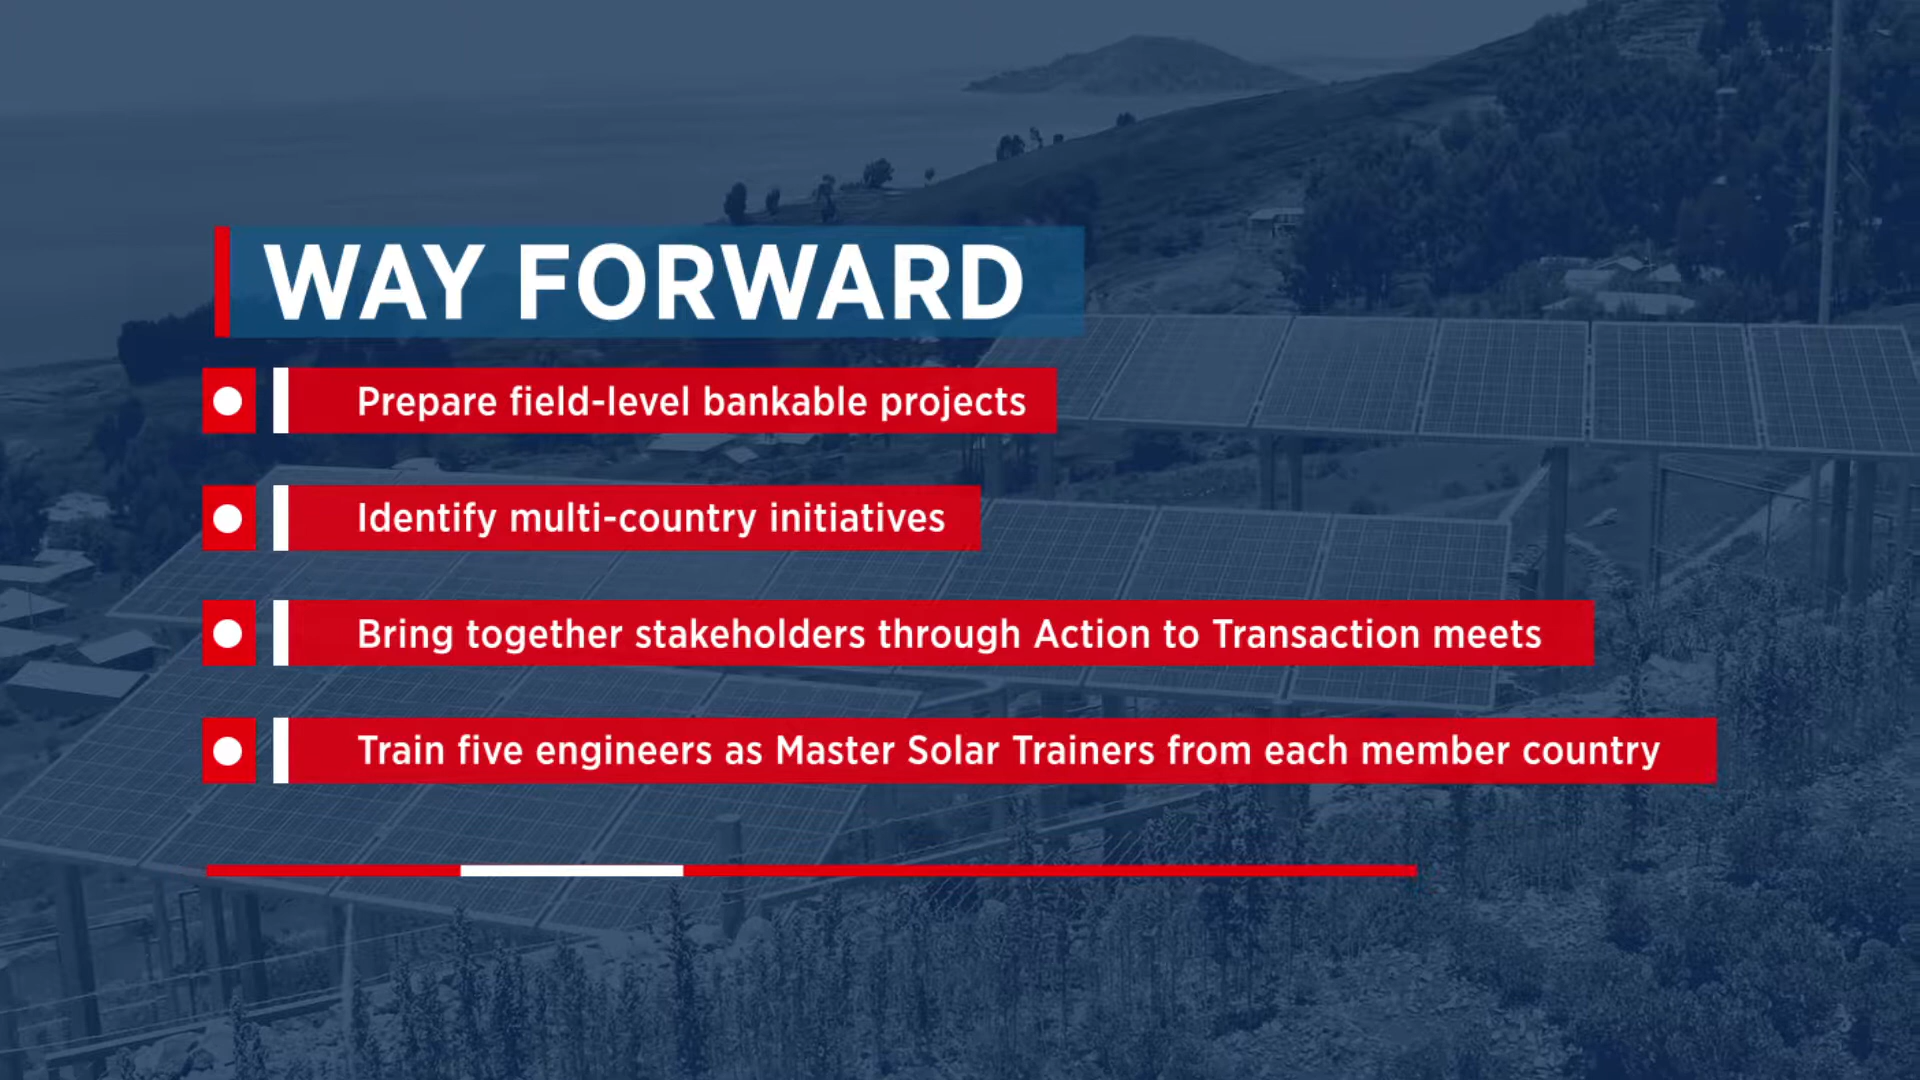 WAY FORWARD
Prepare field-level bankable projects
Identify multi-country initiatives
Bring together stakeholders through Action to Transaction meets
Train five engineers as Master Solar Trainers from each member country